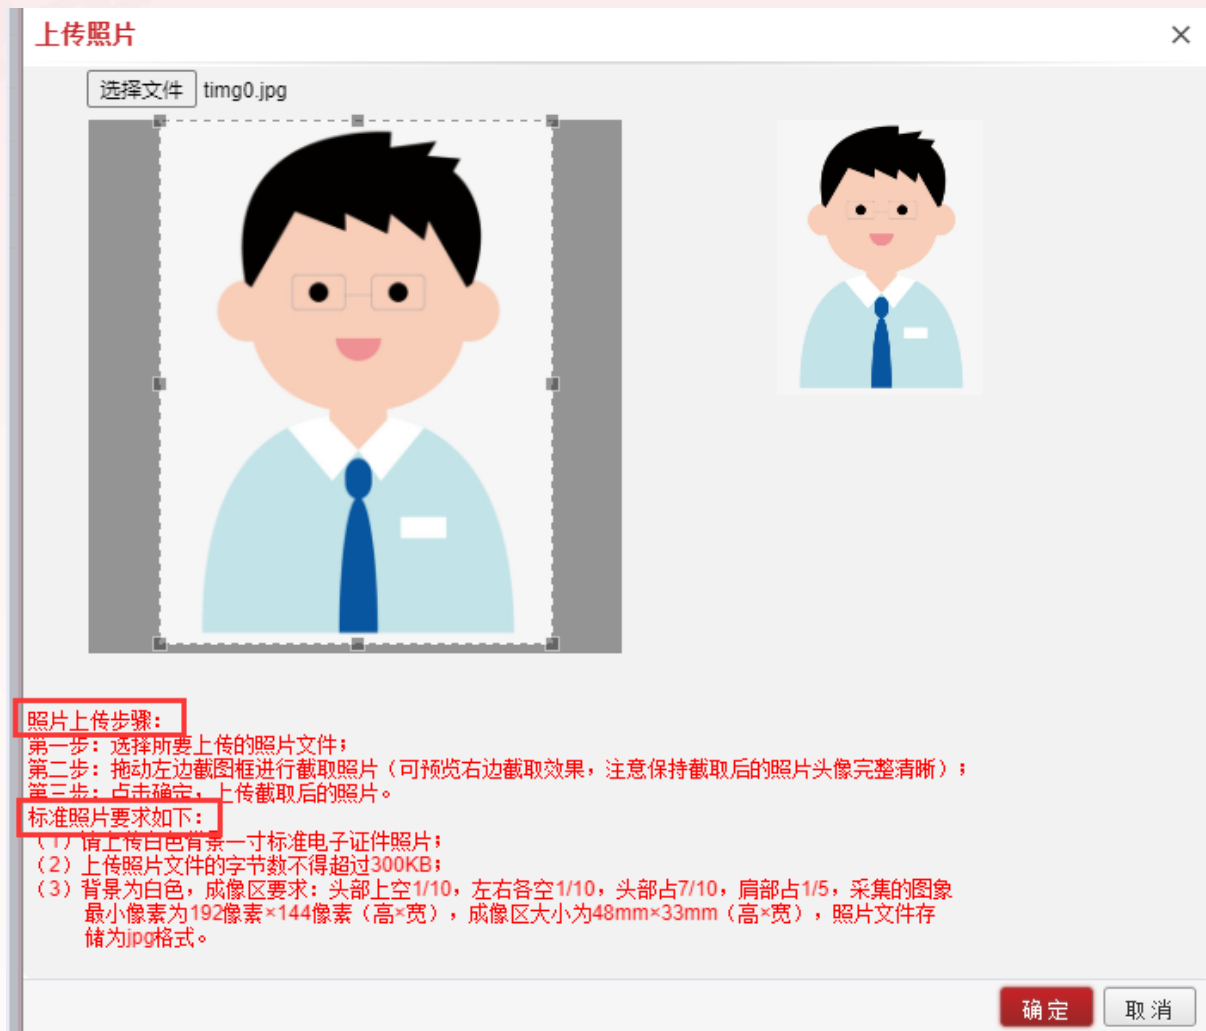 上传照片
×
选择文件 timg0.jpg
照片上传步骤：
第一步：选择所要上传的照片文件；
第二步：拖动左边截图框进行截取照片（可预览右边截取效果，注意保持截取后的照片头像完整清晰）；
第三步：点击确定，上传截取后的照片。
标准照片要求如下：
（1）请上传白色背景一寸标准电子证件照片；
（2）上传照片文件的字节数不得超过300KB；
（3）背景为白色，成像区要求：头部上空1/10，左右各空1/10，头部占7/10，肩部占1/5，采集的图象
最小像素为192像素×144像素（高×宽），成像区大小为48mm×33mm（高×宽），照片文件存
储为jpg格式。
确定 取消